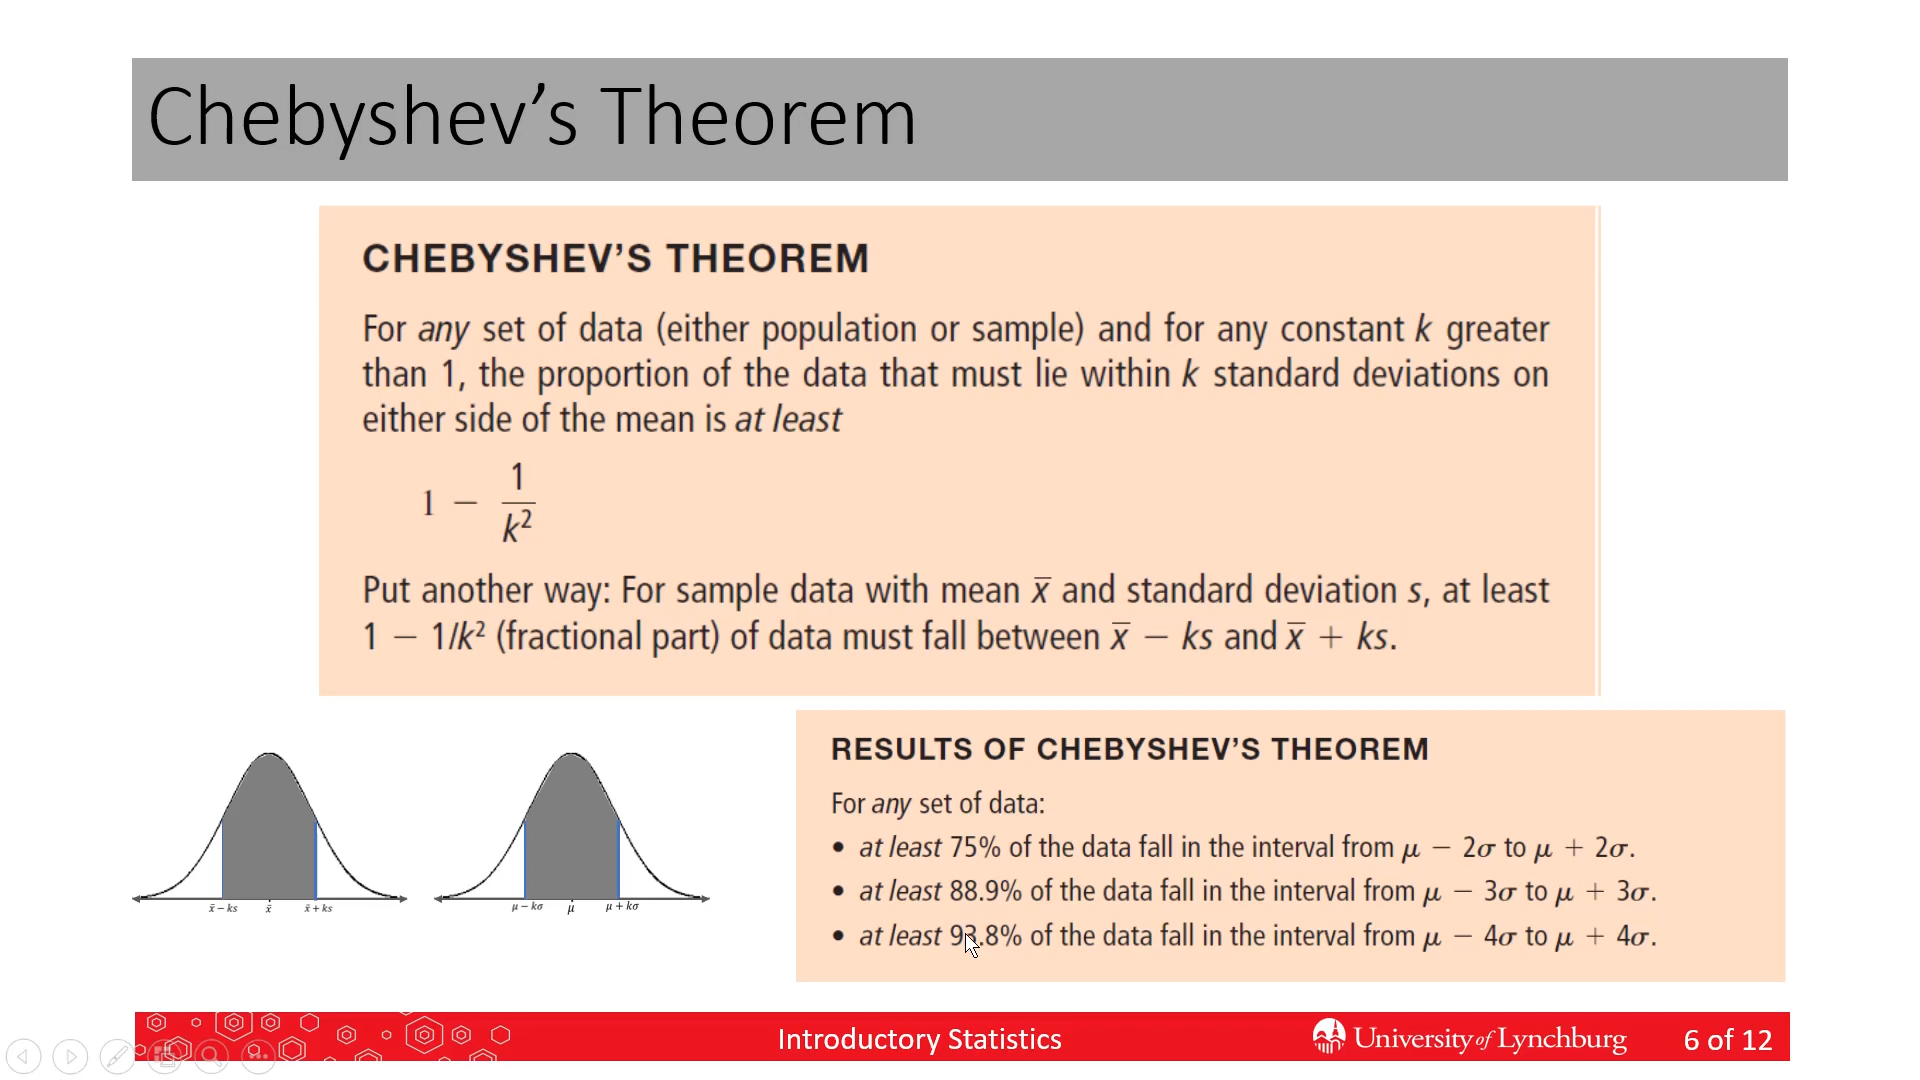 Chebyshev’s Theorem
CHEBYSHEV’S THEOREM
For any set of data (either population or sample) and for any constant k greater
than 1, the proportion of the data that must lie within k standard deviations on
either side of the mean is at least
1 − 1/k²
Put another way: For sample data with mean x̅ and standard deviation s, at least
1 − 1/k² (fractional part) of data must fall between x̅ − ks and x̅ + ks.
x̅ − ks x̅ x̅ + ks
μ − kσ μ μ + kσ
RESULTS OF CHEBYSHEV’S THEOREM
For any set of data:
• at least 75% of the data fall in the interval from μ − 2σ to μ + 2σ.
• at least 88.9% of the data fall in the interval from μ − 3σ to μ + 3σ.
• at least 93.8% of the data fall in the interval from μ − 4σ to μ + 4σ.
Introductory Statistics
University of Lynchburg
6 of 12